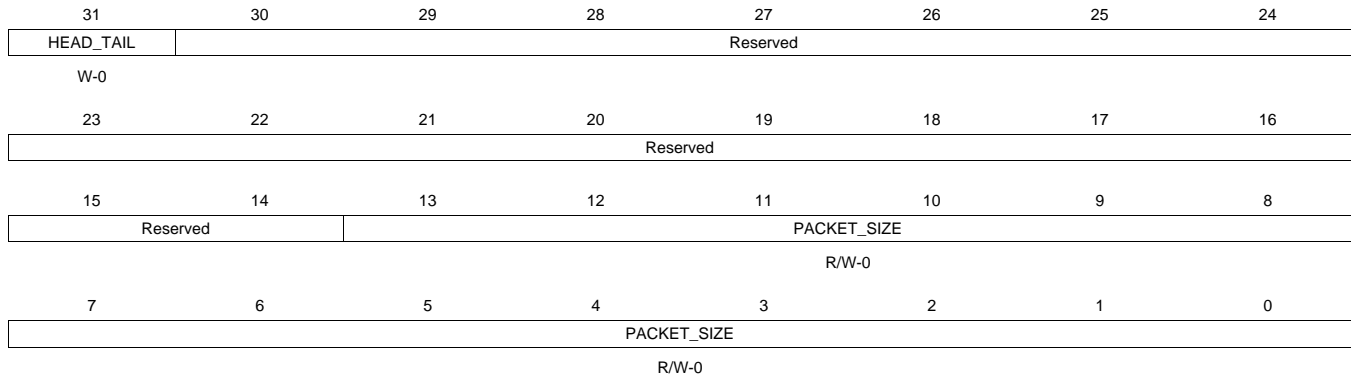 31 30 29 28 27 26 25 24
HEAD_TAIL Reserved
W-0
23 22 21 20 19 18 17 16
Reserved
15 14 13 12 11 10 9 8
Reserved PACKET_SIZE
R/W-0
7 6 5 4 3 2 1 0
PACKET_SIZE
R/W-0